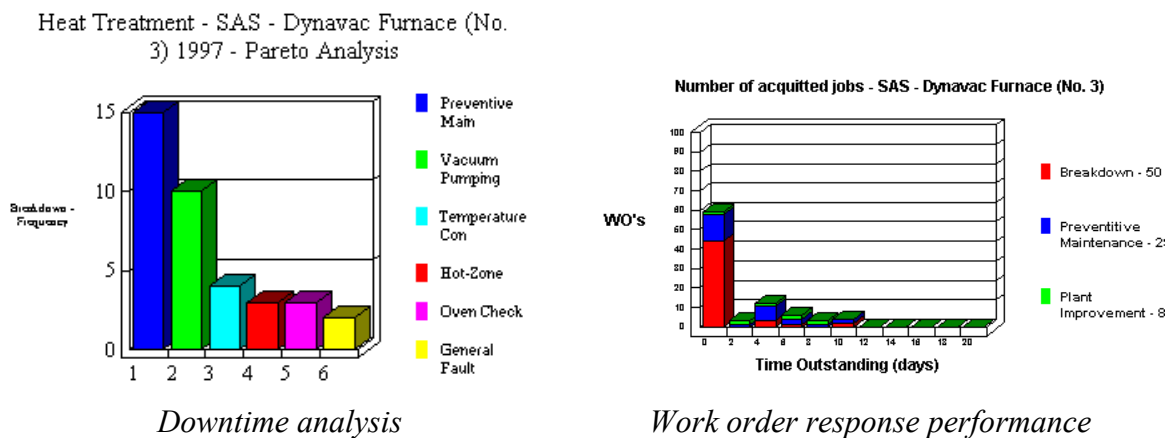 Heat Treatment - SAS - Dynavac Furnace (No.
3) 1997 - Pareto Analysis
15
10
5
0
Breakdown -
Frequency
1 2 3 4 5 6
Preventive
Main
Vacuum
Pumping
Temperature
Con
Hot-Zone
Oven Check
General
Fault
Downtime analysis
Number of acquitted jobs - SAS - Dynavac Furnace (No. 3)
WO's
100
90
80
70
60
50
40
30
20
10
0
0 2 4 6 8 10 12 14 16 18 20
Time Outstanding (days)
Breakdown - 50
Preventitive
Maintenance - 2
Plant
Improvement - 8
Work order response performance